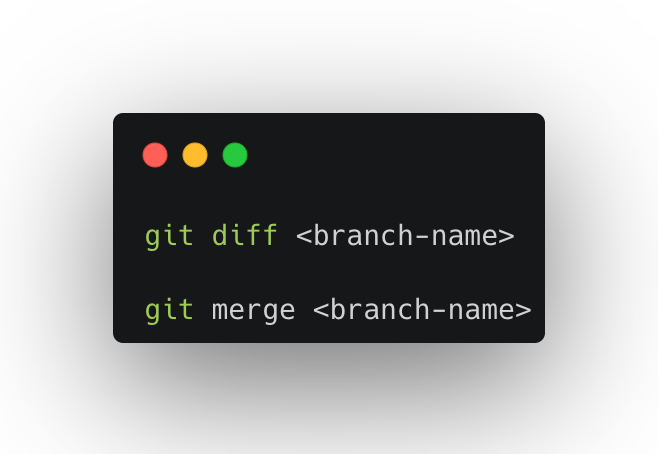 git diff <branch-name>
git merge <branch-name>